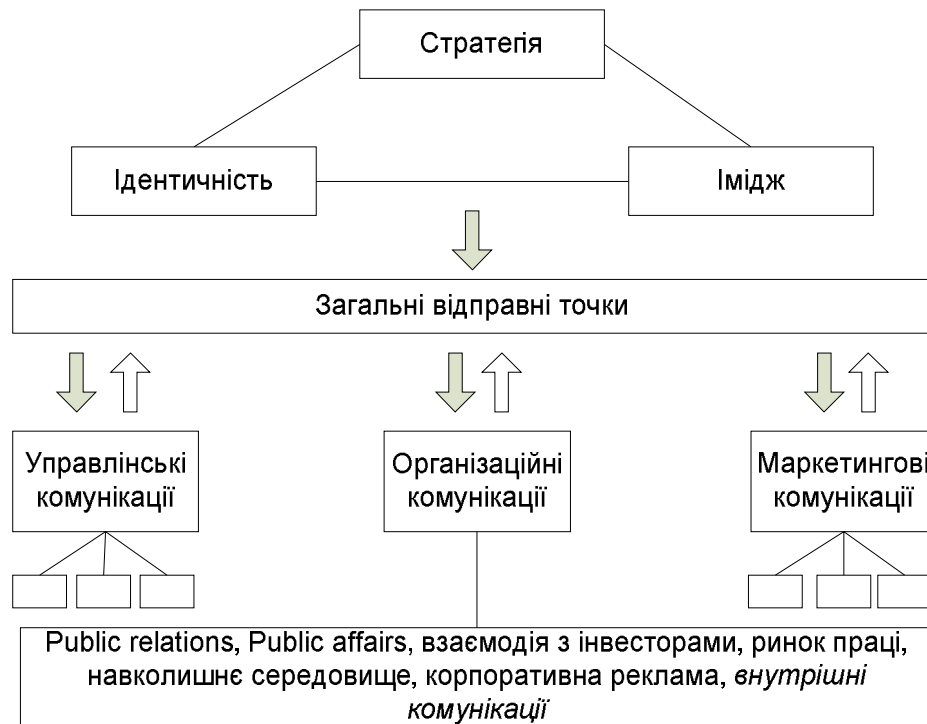 Стратегія
Ідентичність
Імідж
Загальні відправні точки
Управлінські
комунікації
Організаційні
комунікації
Маркетингові
комунікації
Public relations, Public affairs, взаємодія з інвесторами, ринок праці,
навколишнє середовище, корпоративна реклама, внутрішні
комунікації